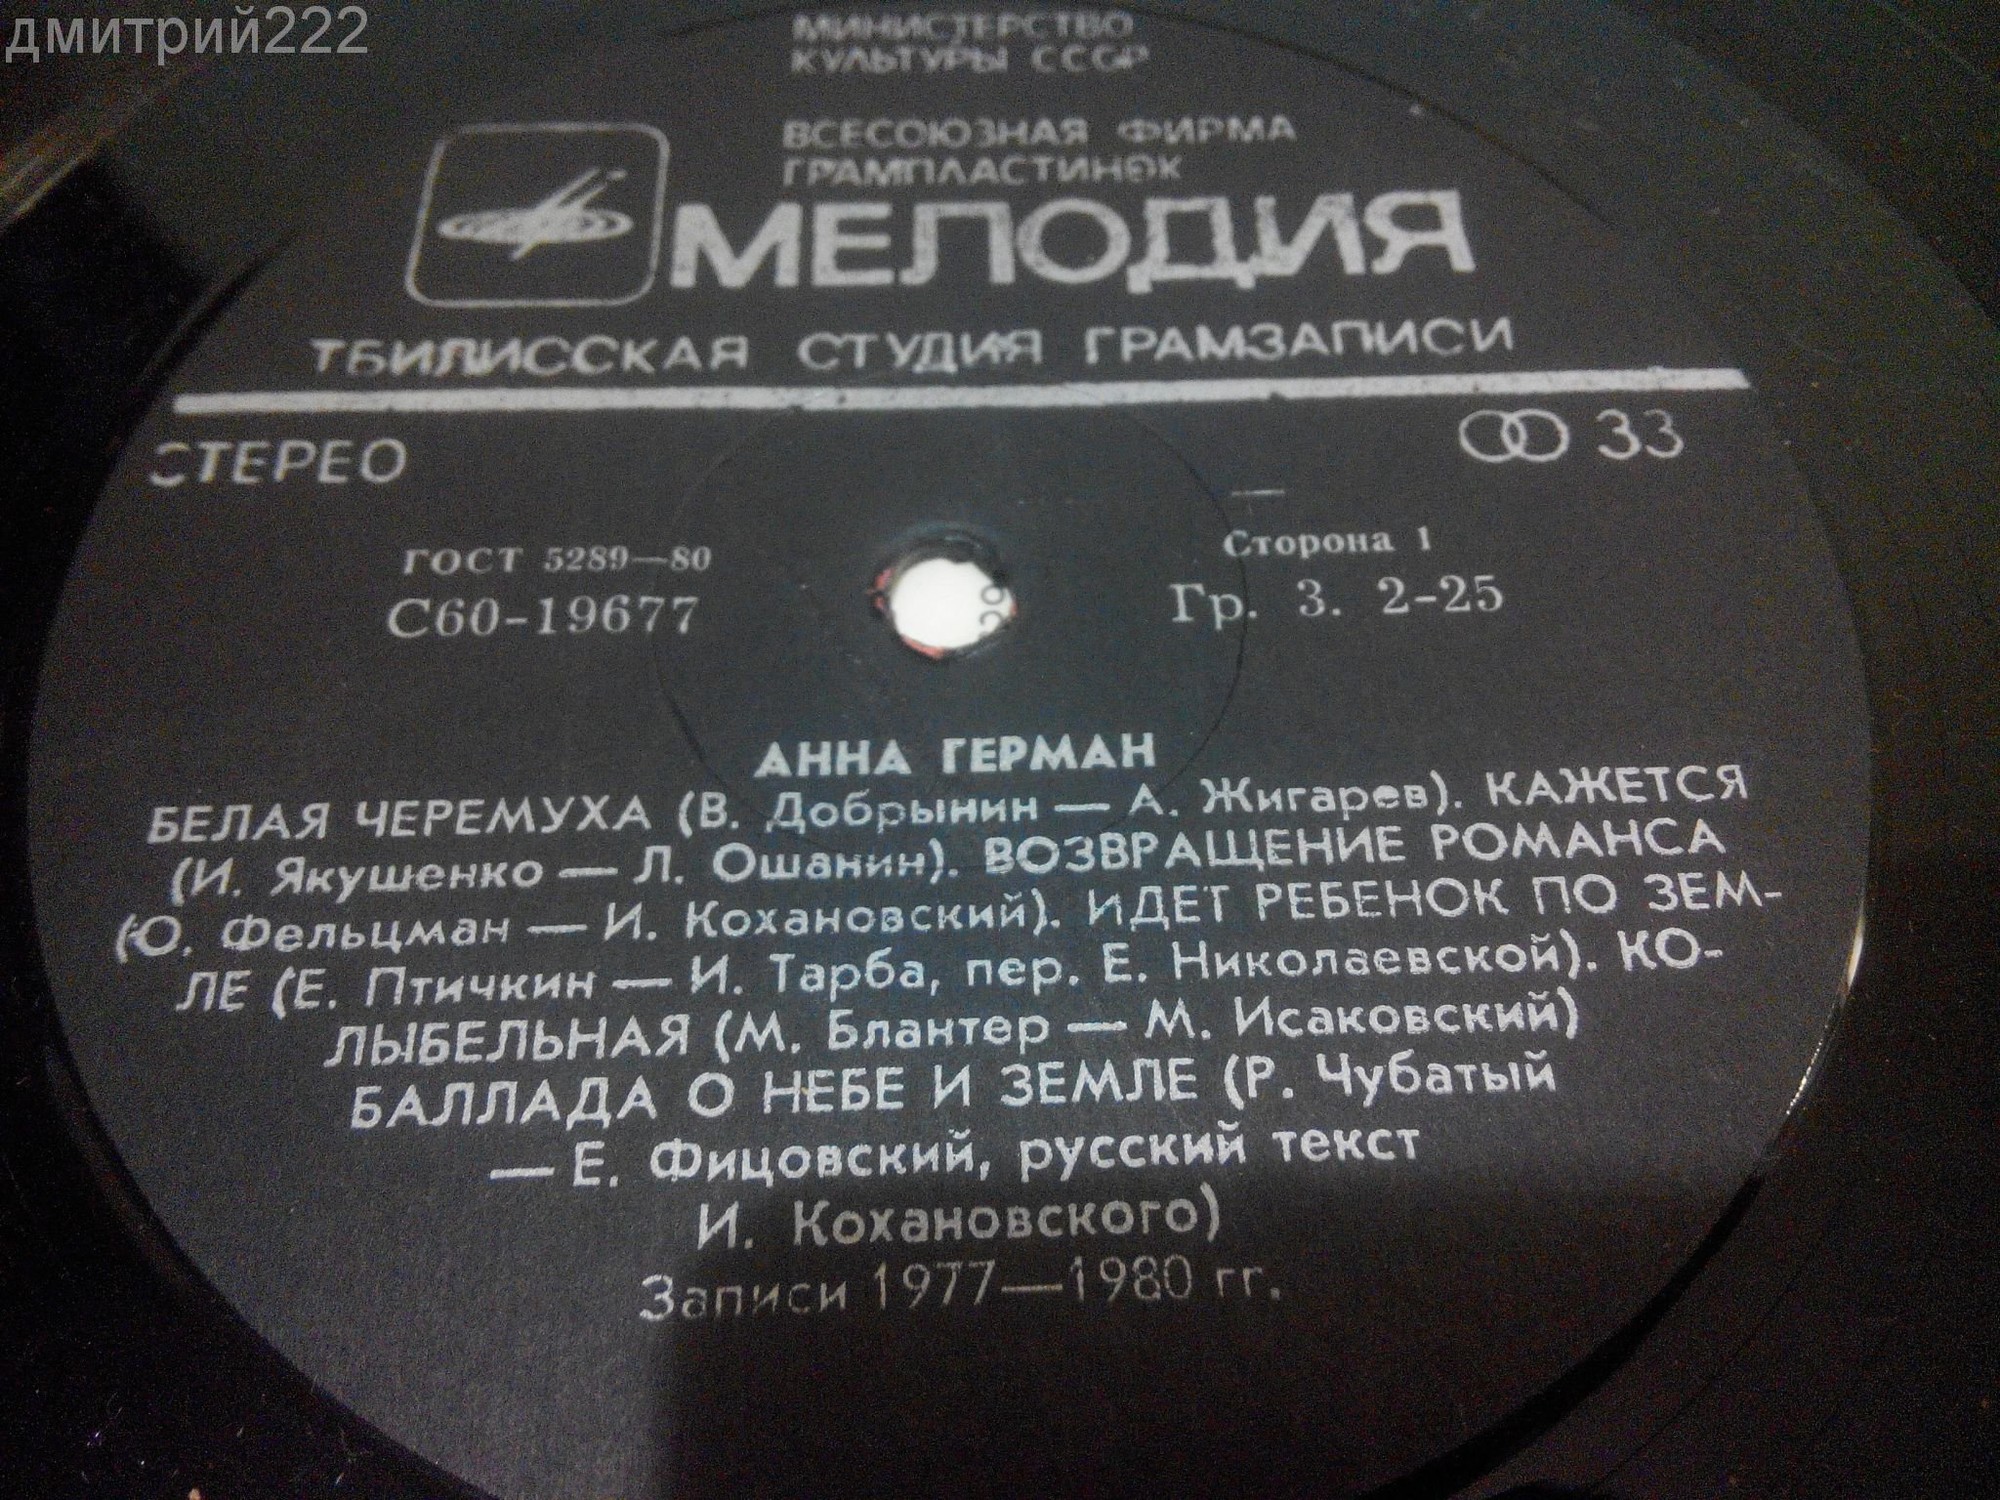 дмитрий222
МИНИСТЕРСТВО
КУЛЬТУРЫ СССР
ВСЕСОЮЗНАЯ ФИРМА
ГРАМПЛАСТИНОК
МЕЛОДИЯ
ТБИЛИССКАЯ СТУДИЯ ГРАМЗАПИСИ
СТЕРЕО
33
ГОСТ 5289—80
Сторона 1
С60-19677
Гр. 3. 2-25
29
АННА ГЕРМАН
БЕЛАЯ ЧЕРЕМУХА (В. Добрынин — А. Жигарев). КАЖЕТСЯ
(И. Якушенко — Л. Ошанин). ВОЗВРАЩЕНИЕ РОМАНСА
(Ю. Фельцман — И. Кохановский). ИДЕТ РЕБЕНОК ПО ЗЕМ-
ЛЕ (Е. Птичкин — И. Тарба, пер. Е. Николаевской). КО-
ЛЫБЕЛЬНАЯ (М. Блантер — М. Исаковский)
БАЛЛАДА О НЕБЕ И ЗЕМЛЕ (Р. Чубатый
— Е. Фицовский, русский текст
И. Кохановского)
Записи 1977—1980 гг.